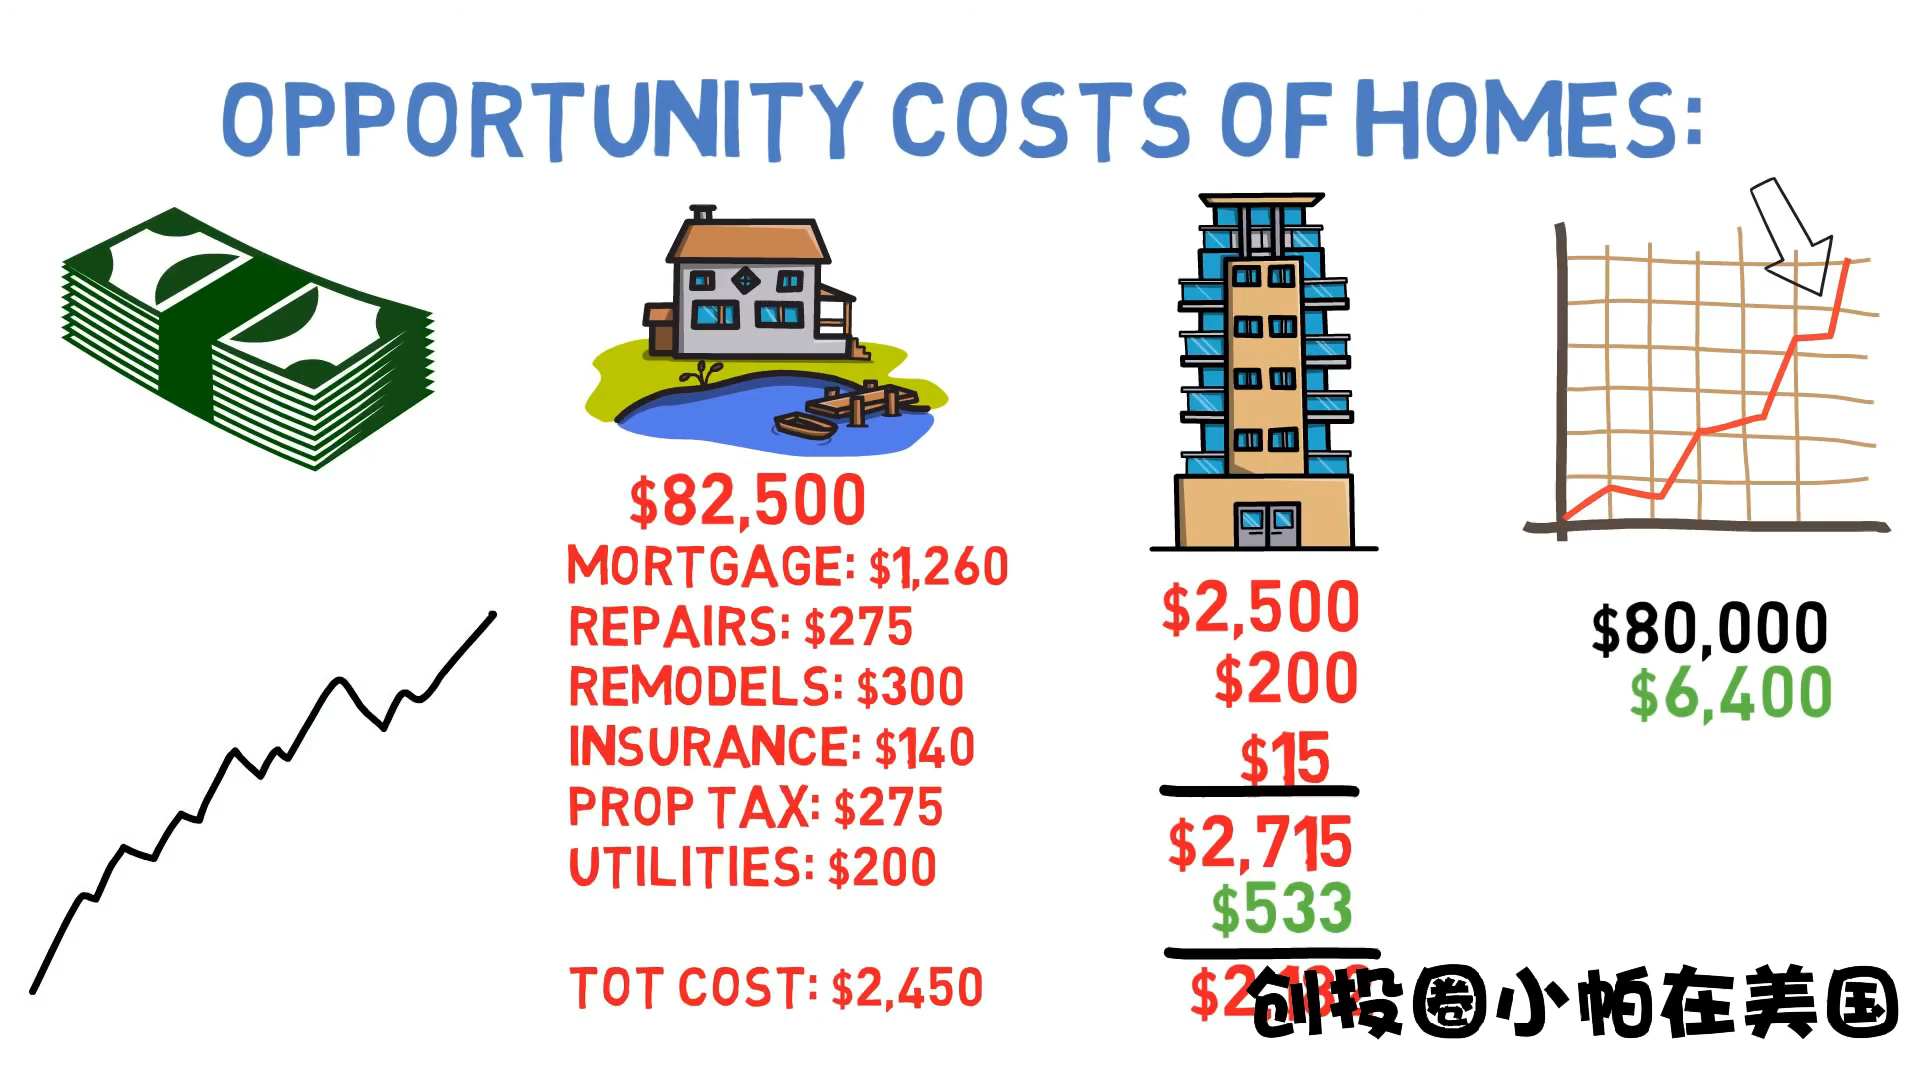 OPPORTUNITY COSTS OF HOMES:
$82,500
MORTGAGE: $1,260
REPAIRS: $275
REMODELS: $300
INSURANCE: $140
PROP TAX: $275
UTILITIES: $200
TOT COST: $2,450
$2,500
$200
$15
$2,715
$533
$80,000
$6,400
创投圈小帕在美国